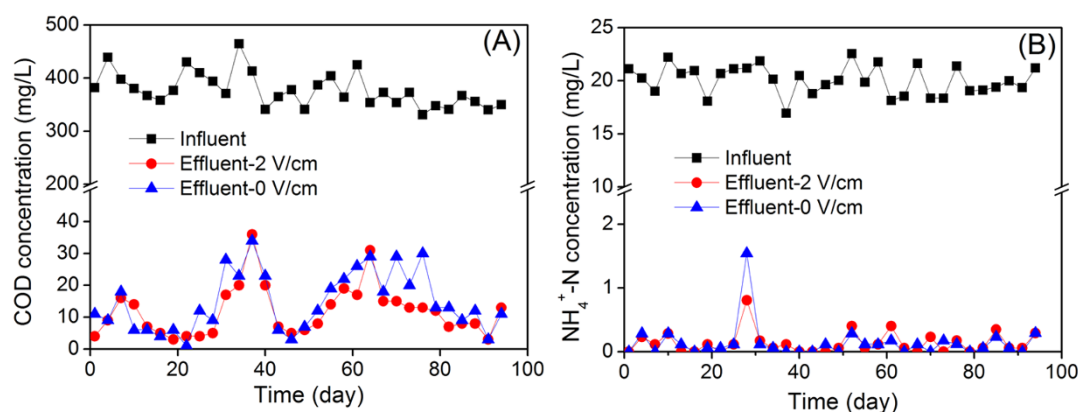 (A)
COD concentration (mg/L)
500
400
300
200
40
30
20
10
0
Influent
Effluent-2 V/cm
Effluent-0 V/cm
0 20 40 60 80 100
Time (day)
(B)
NH₄⁺-N concentration (mg/L)
25
20
15
10
2
1
0
Influent
Effluent-2 V/cm
Effluent-0 V/cm
0 20 40 60 80 100
Time (day)